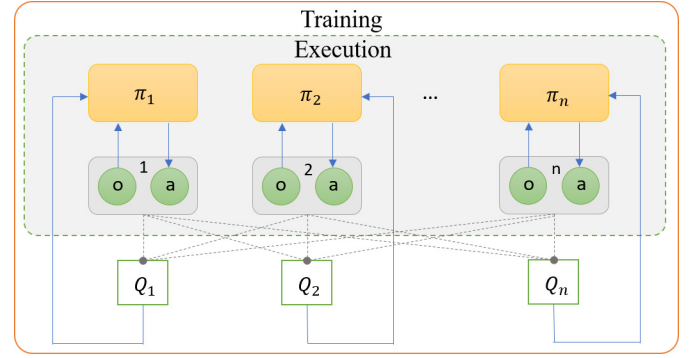 Training
Execution
π₁ π₂ ... πₙ
1 2 n
o a o a o a
Q₁ Q₂ Qₙ